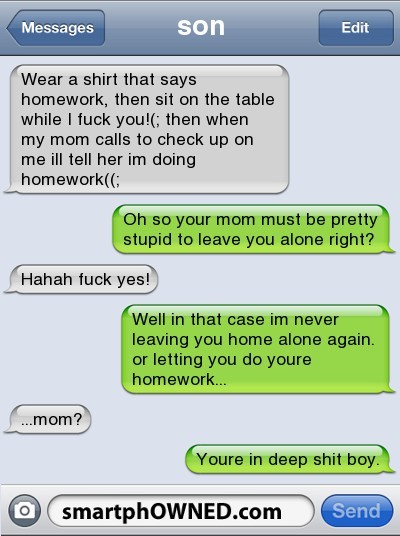 Messages
son
Edit
Wear a shirt that says
homework, then sit on the table
while I fuck you!(; then when
my mom calls to check up on
me ill tell her im doing
homework((;
Oh so your mom must be pretty
stupid to leave you alone right?
Hahah fuck yes!
Well in that case im never
leaving you home alone again.
or letting you do youre
homework...
...mom?
Youre in deep shit boy.
smartphOWNED.com
Send